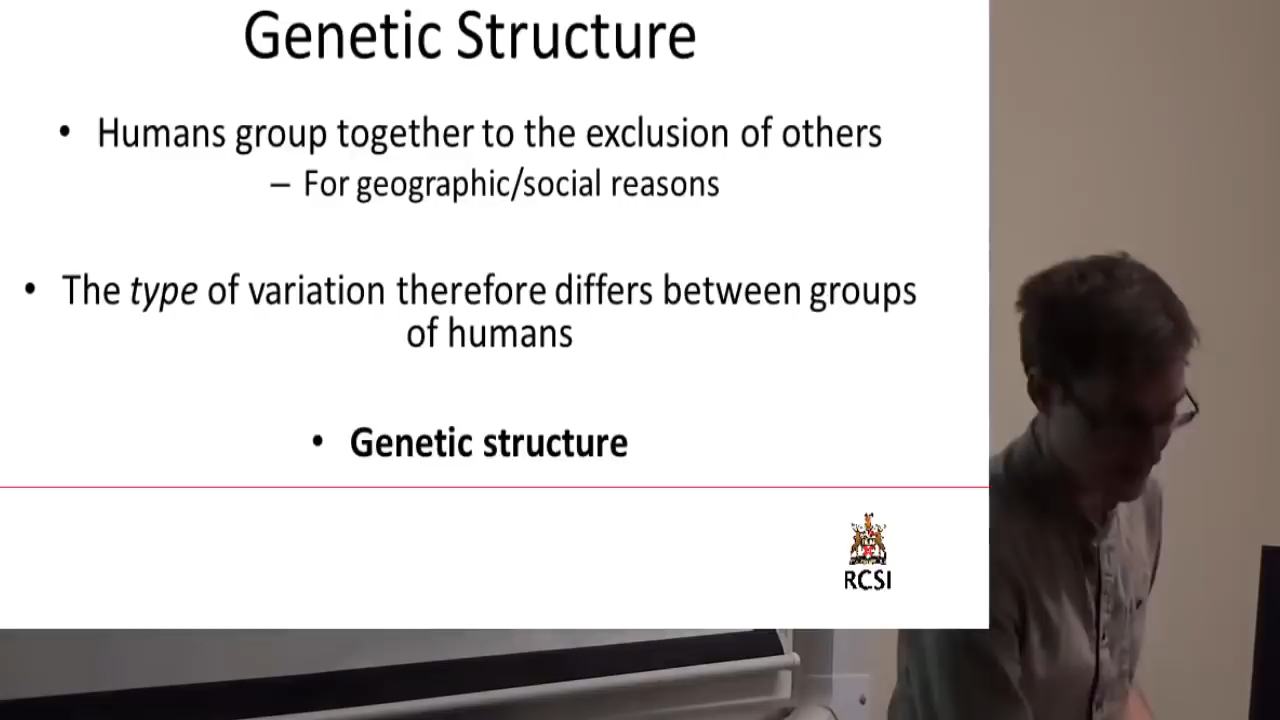 Genetic Structure
• Humans group together to the exclusion of others
– For geographic/social reasons
• The type of variation therefore differs between groups
of humans
• Genetic structure
RCSI